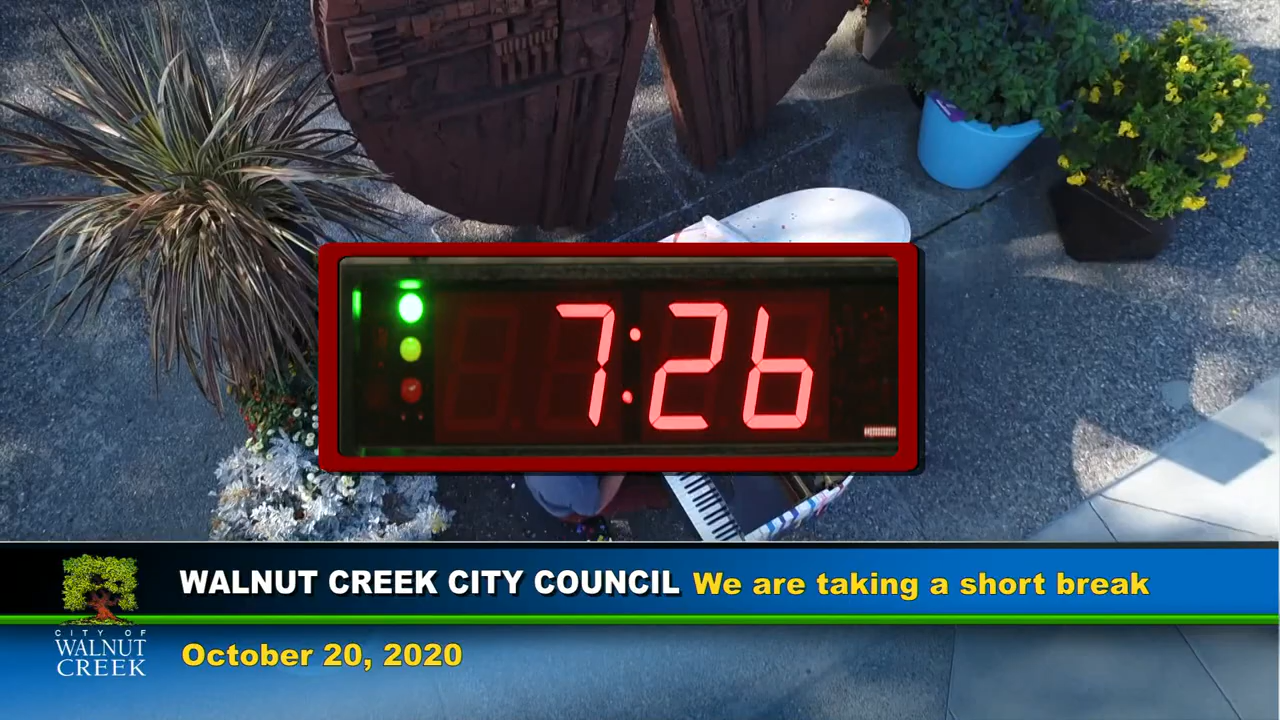 7:26
WALNUT CREEK CITY COUNCIL We are taking a short break
CITY OF
WALNUT
CREEK
October 20, 2020